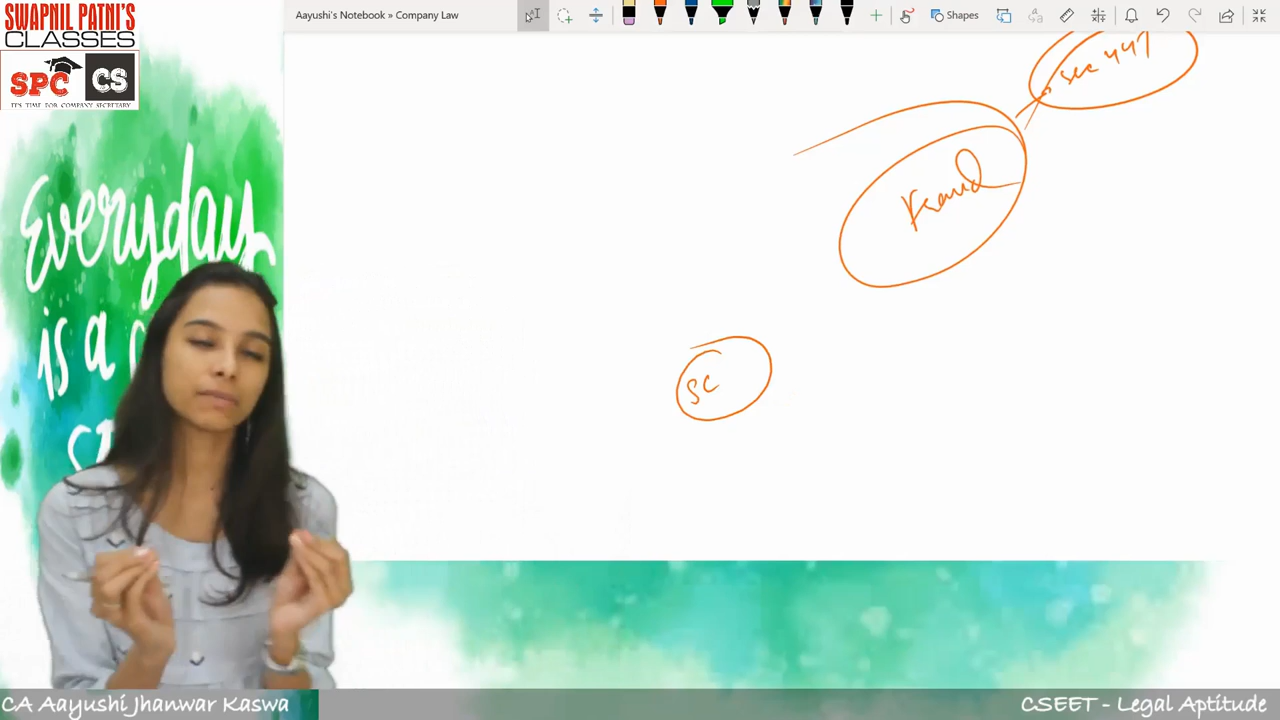 SWAPNIL PATNI'S
CLASSES
SPC CS
IT'S TIME FOR COMPANY SECRETARY
Aayushi's Notebook » Company Law
Shapes
sec 447
Fraud
SC
Everyday
is a
CA Aayushi Jhanwar Kaswa
CSEET - Legal Aptitude